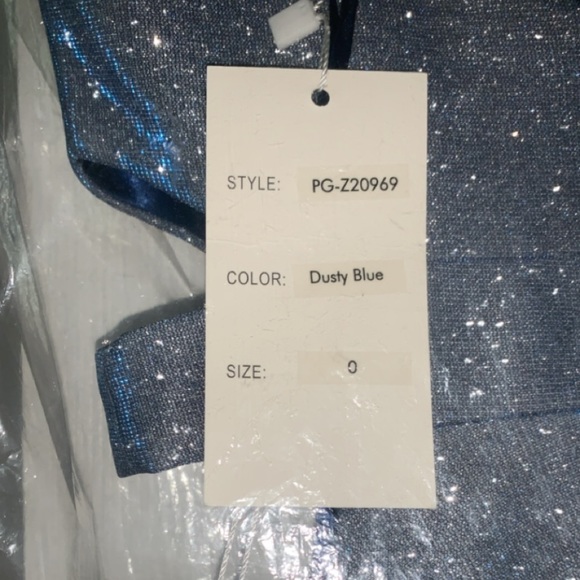 STYLE: PG-Z20969
COLOR: Dusty Blue
SIZE: 0